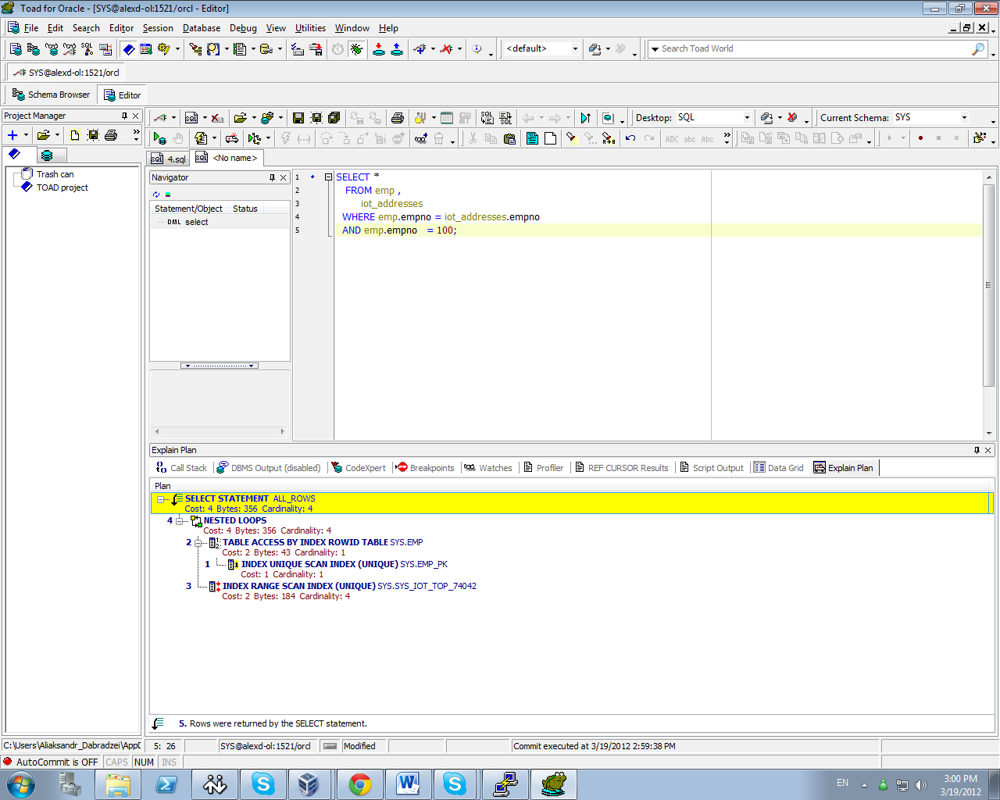 Toad for Oracle - [SYS@alexd-ol:1521/orcl - Editor]
File Edit Search Editor Session Database Debug View Utilities Window Help
<default> Search Toad World
SYS@alexd-ol:1521/orcl
Schema Browser Editor
Project Manager
Desktop: SQL Current Schema: SYS
4.sql <No name>
Trash can
TOAD project
Navigator
Statement/Object Status
DML select
1 SELECT *
2 FROM emp ,
3 iot_addresses
4 WHERE emp.empno = iot_addresses.empno
5 AND emp.empno = 100;
Explain Plan
Call Stack DBMS Output (disabled) CodeXpert Breakpoints Watches Profiler REF CURSOR Results Script Output Data Grid Explain Plan
Plan
SELECT STATEMENT ALL_ROWS
Cost: 4 Bytes: 356 Cardinality: 4
4 NESTED LOOPS
Cost: 4 Bytes: 356 Cardinality: 4
2 TABLE ACCESS BY INDEX ROWID TABLE SYS.EMP
Cost: 2 Bytes: 43 Cardinality: 1
1 INDEX UNIQUE SCAN INDEX (UNIQUE) SYS.EMP_PK
Cost: 1 Cardinality: 1
3 INDEX RANGE SCAN INDEX (UNIQUE) SYS.SYS_IOT_TOP_74042
Cost: 2 Bytes: 184 Cardinality: 4
5. Rows were returned by the SELECT statement.
C:\Users\Aliaksandr_Dabradzei\AppD 5: 26 SYS@alexd-ol:1521/orcl Modified Commit executed at 3/19/2012 2:59:38 PM
AutoCommit is OFF CAPS NUM INS
EN 3:00 PM
3/19/2012